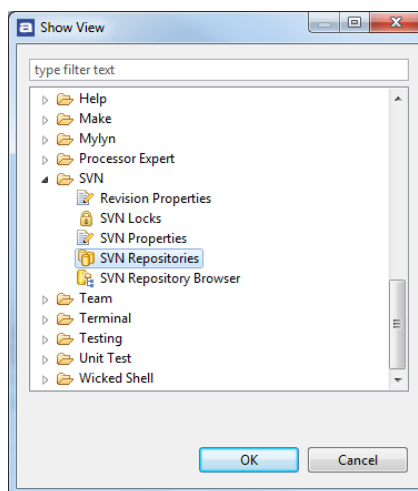 a Show View
type filter text
Help
Make
Mylyn
Processor Expert
SVN
Revision Properties
SVN Locks
SVN Properties
SVN Repositories
SVN Repository Browser
Team
Terminal
Testing
Unit Test
Wicked Shell
OK Cancel